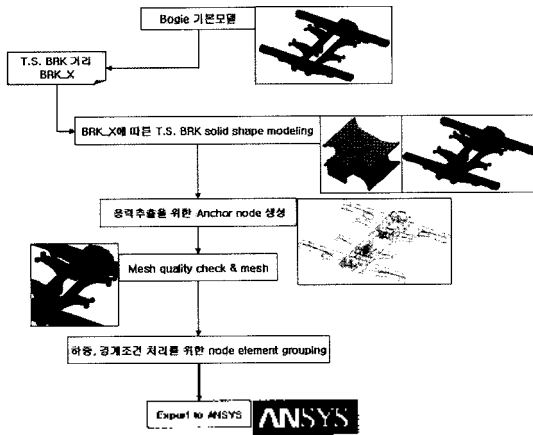 Bogie 기본모델
T.S. BRK 거리
BRK_X
BRK_X에 따른 T.S. BRK solid shape modeling
응력추출을 위한 Anchor node 생성
Mesh quality check & mesh
하중, 경계조건 처리를 위한 node element grouping
Export to ANSYS
ANSYS